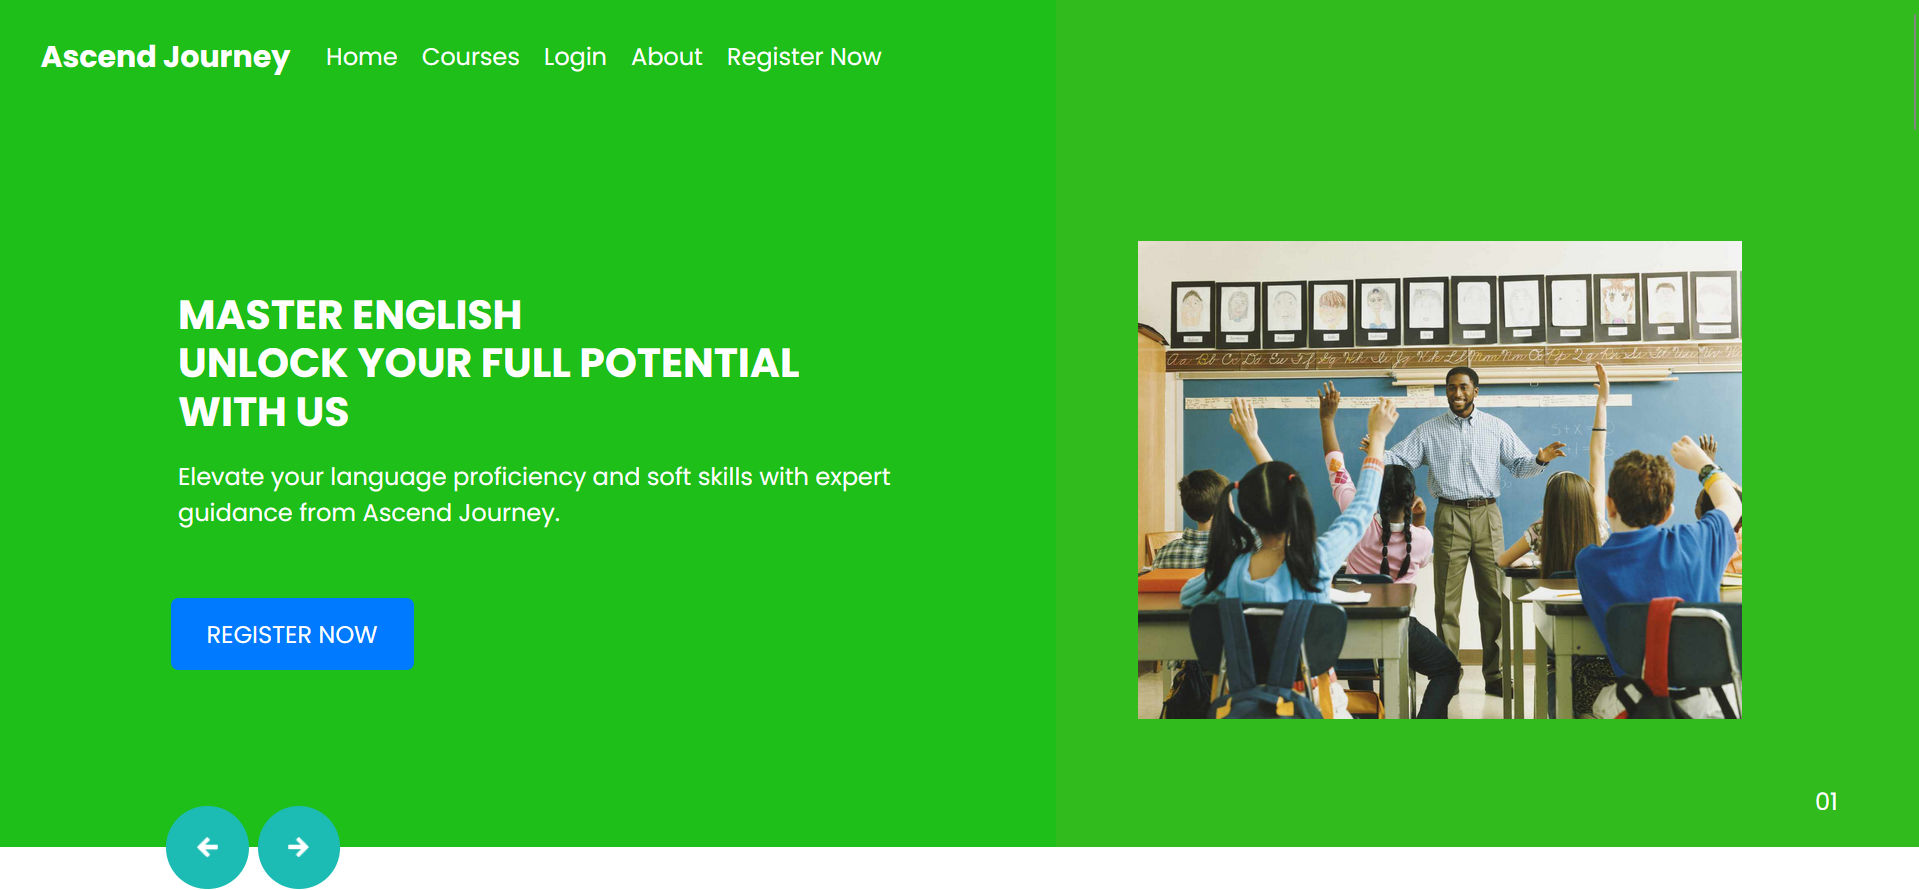 Ascend Journey Home Courses Login About Register Now
MASTER ENGLISH
UNLOCK YOUR FULL POTENTIAL
WITH US
Elevate your language proficiency and soft skills with expert
guidance from Ascend Journey.
REGISTER NOW
01